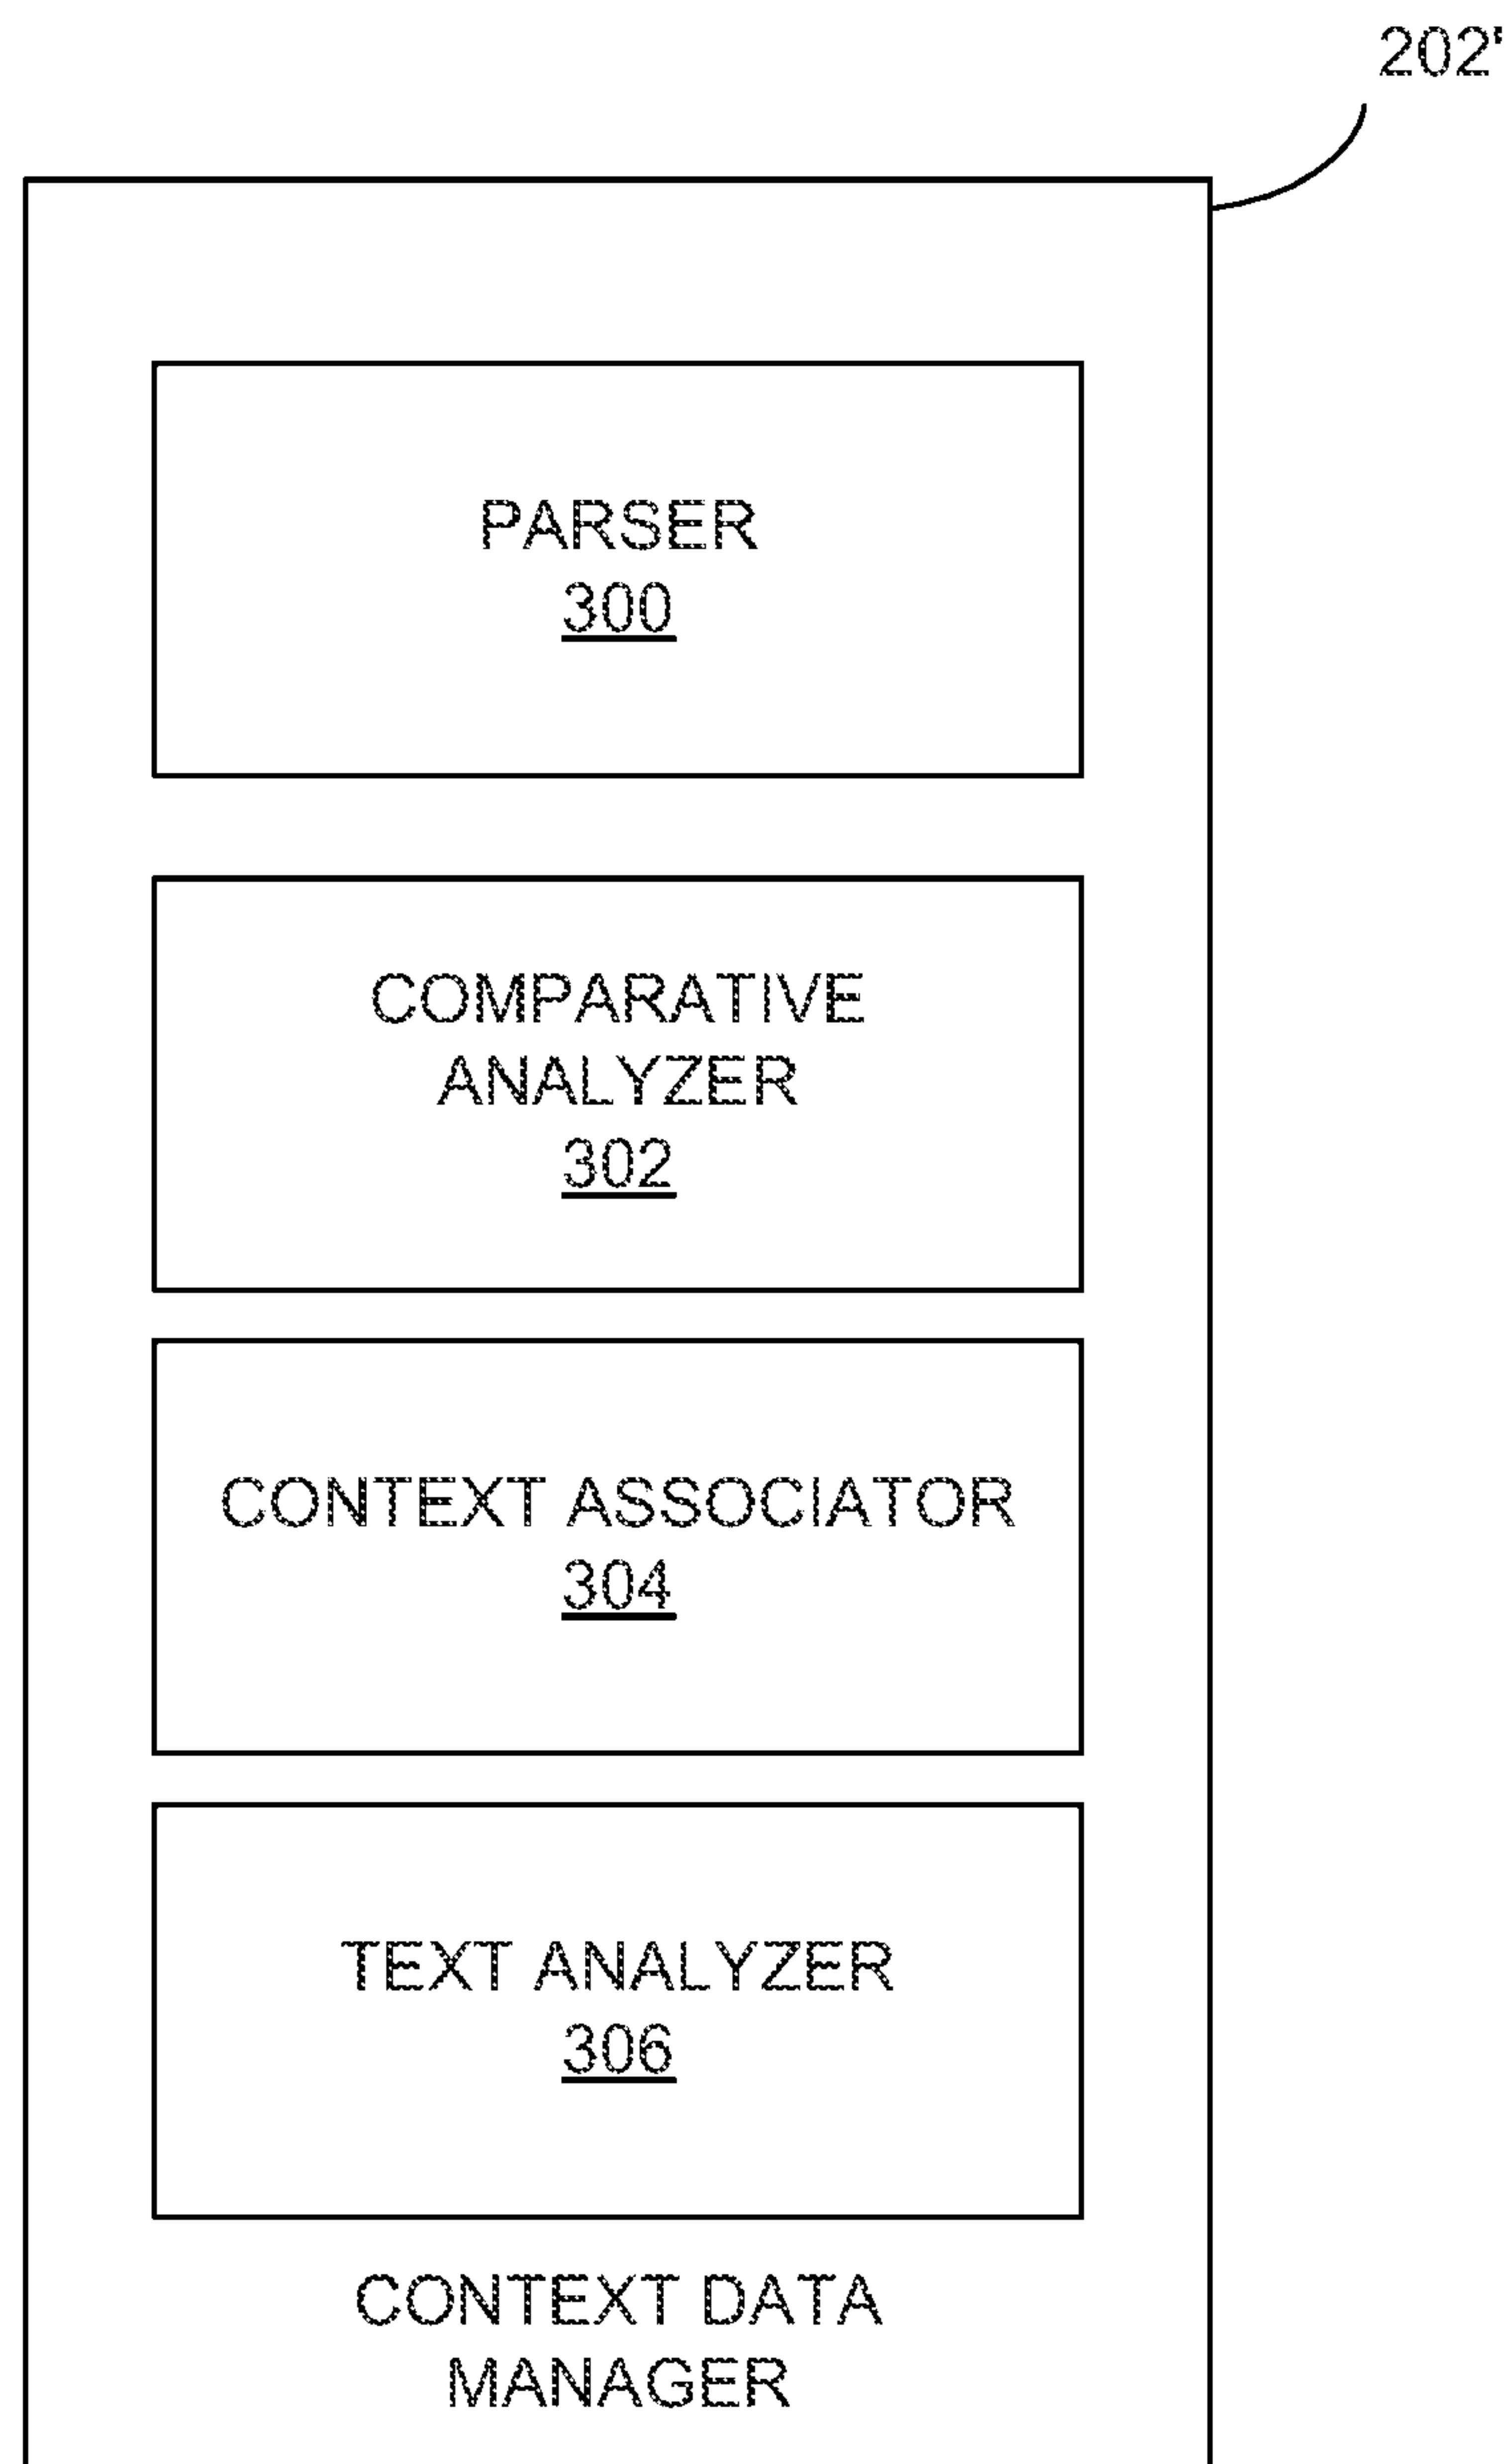 202'
PARSER
300
COMPARATIVE
ANALYZER
302
CONTEXT ASSOCIATOR
304
TEXT ANALYZER
306
CONTEXT DATA
MANAGER